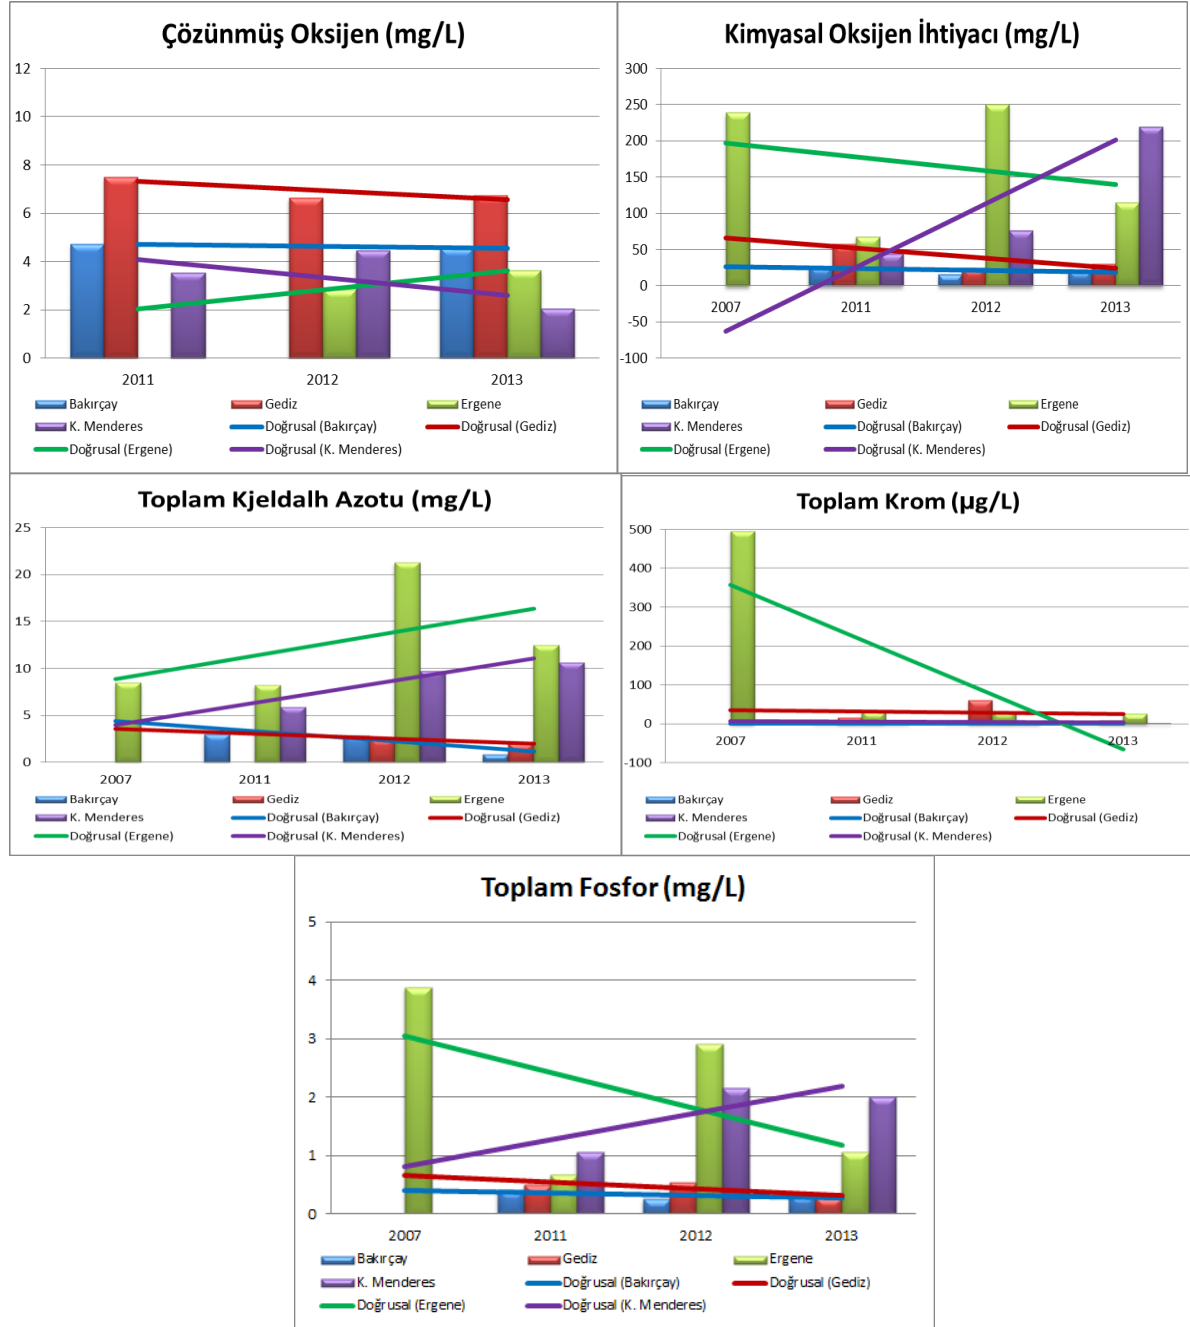 Çözünmüş Oksijen (mg/L)
12
10
8
6
4
2
0
2011 2012 2013
Bakırçay Gediz Ergene
K. Menderes Doğrusal (Bakırçay) Doğrusal (Gediz)
Doğrusal (Ergene) Doğrusal (K. Menderes)
Kimyasal Oksijen İhtiyacı (mg/L)
300
250
200
150
100
50
0
-50
-100
2007 2011 2012 2013
Bakırçay Gediz Ergene
K. Menderes Doğrusal (Bakırçay) Doğrusal (Gediz)
Doğrusal (Ergene) Doğrusal (K. Menderes)
Toplam Kjeldalh Azotu (mg/L)
25
20
15
10
5
0
2007 2011 2012 2013
Bakırçay Gediz Ergene
K. Menderes Doğrusal (Bakırçay) Doğrusal (Gediz)
Doğrusal (Ergene) Doğrusal (K. Menderes)
Toplam Krom (µg/L)
500
400
300
200
100
0
-100
2007 2011 2012 2013
Bakırçay Gediz Ergene
K. Menderes Doğrusal (Bakırçay) Doğrusal (Gediz)
Doğrusal (Ergene) Doğrusal (K. Menderes)
Toplam Fosfor (mg/L)
5
4
3
2
1
0
2007 2011 2012 2013
Bakırçay Gediz Ergene
K. Menderes Doğrusal (Bakırçay) Doğrusal (Gediz)
Doğrusal (Ergene) Doğrusal (K. Menderes)